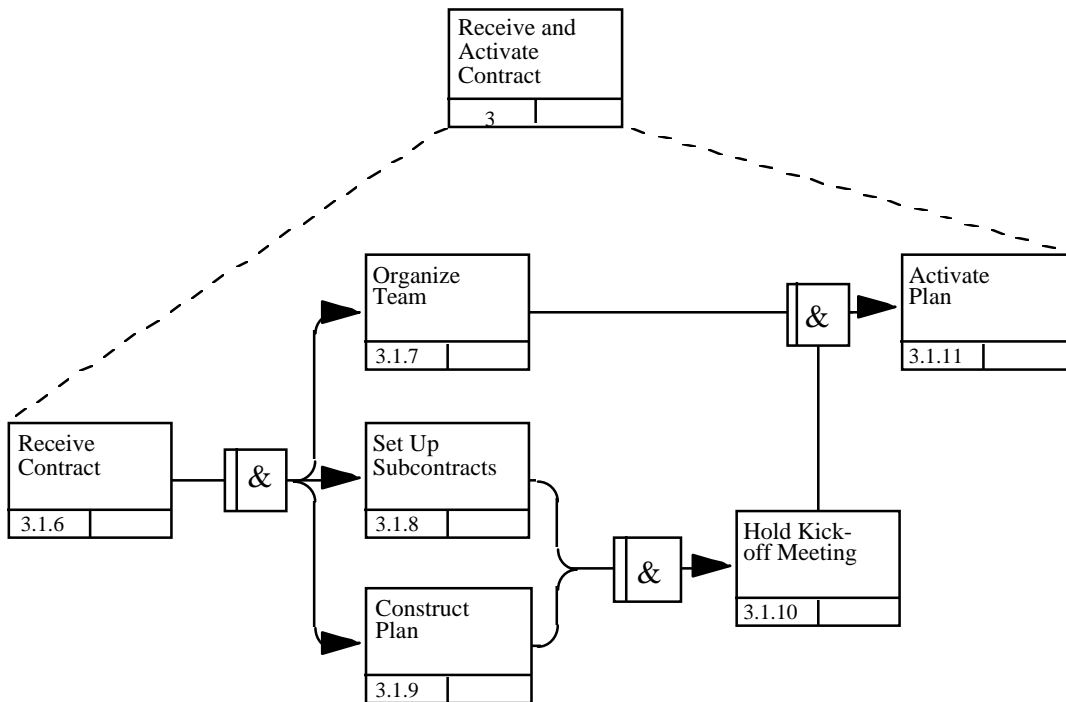 Receive and
Activate
Contract
3
Organize
Team
3.1.7
&
Activate
Plan
3.1.11
Receive
Contract
3.1.6
&
Set Up
Subcontracts
3.1.8
Hold Kick-
off Meeting
3.1.10
&
Construct
Plan
3.1.9